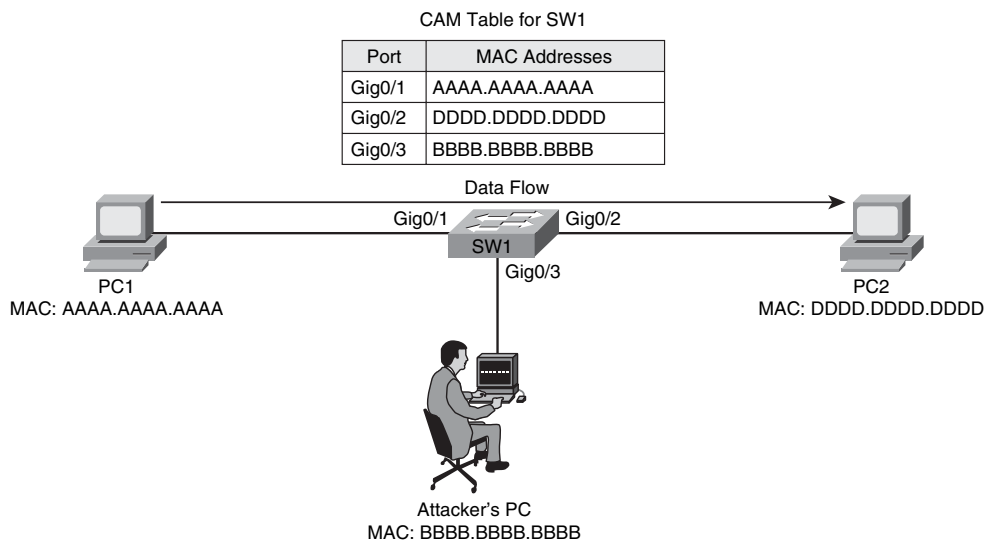 CAM Table for SW1
Port MAC Addresses
Gig0/1 AAAA.AAAA.AAAA
Gig0/2 DDDD.DDDD.DDDD
Gig0/3 BBBB.BBBB.BBBB
Data Flow
Gig0/1 Gig0/2
SW1
Gig0/3
PC1
MAC: AAAA.AAAA.AAAA
PC2
MAC: DDDD.DDDD.DDDD
Attacker's PC
MAC: BBBB.BBBB.BBBB